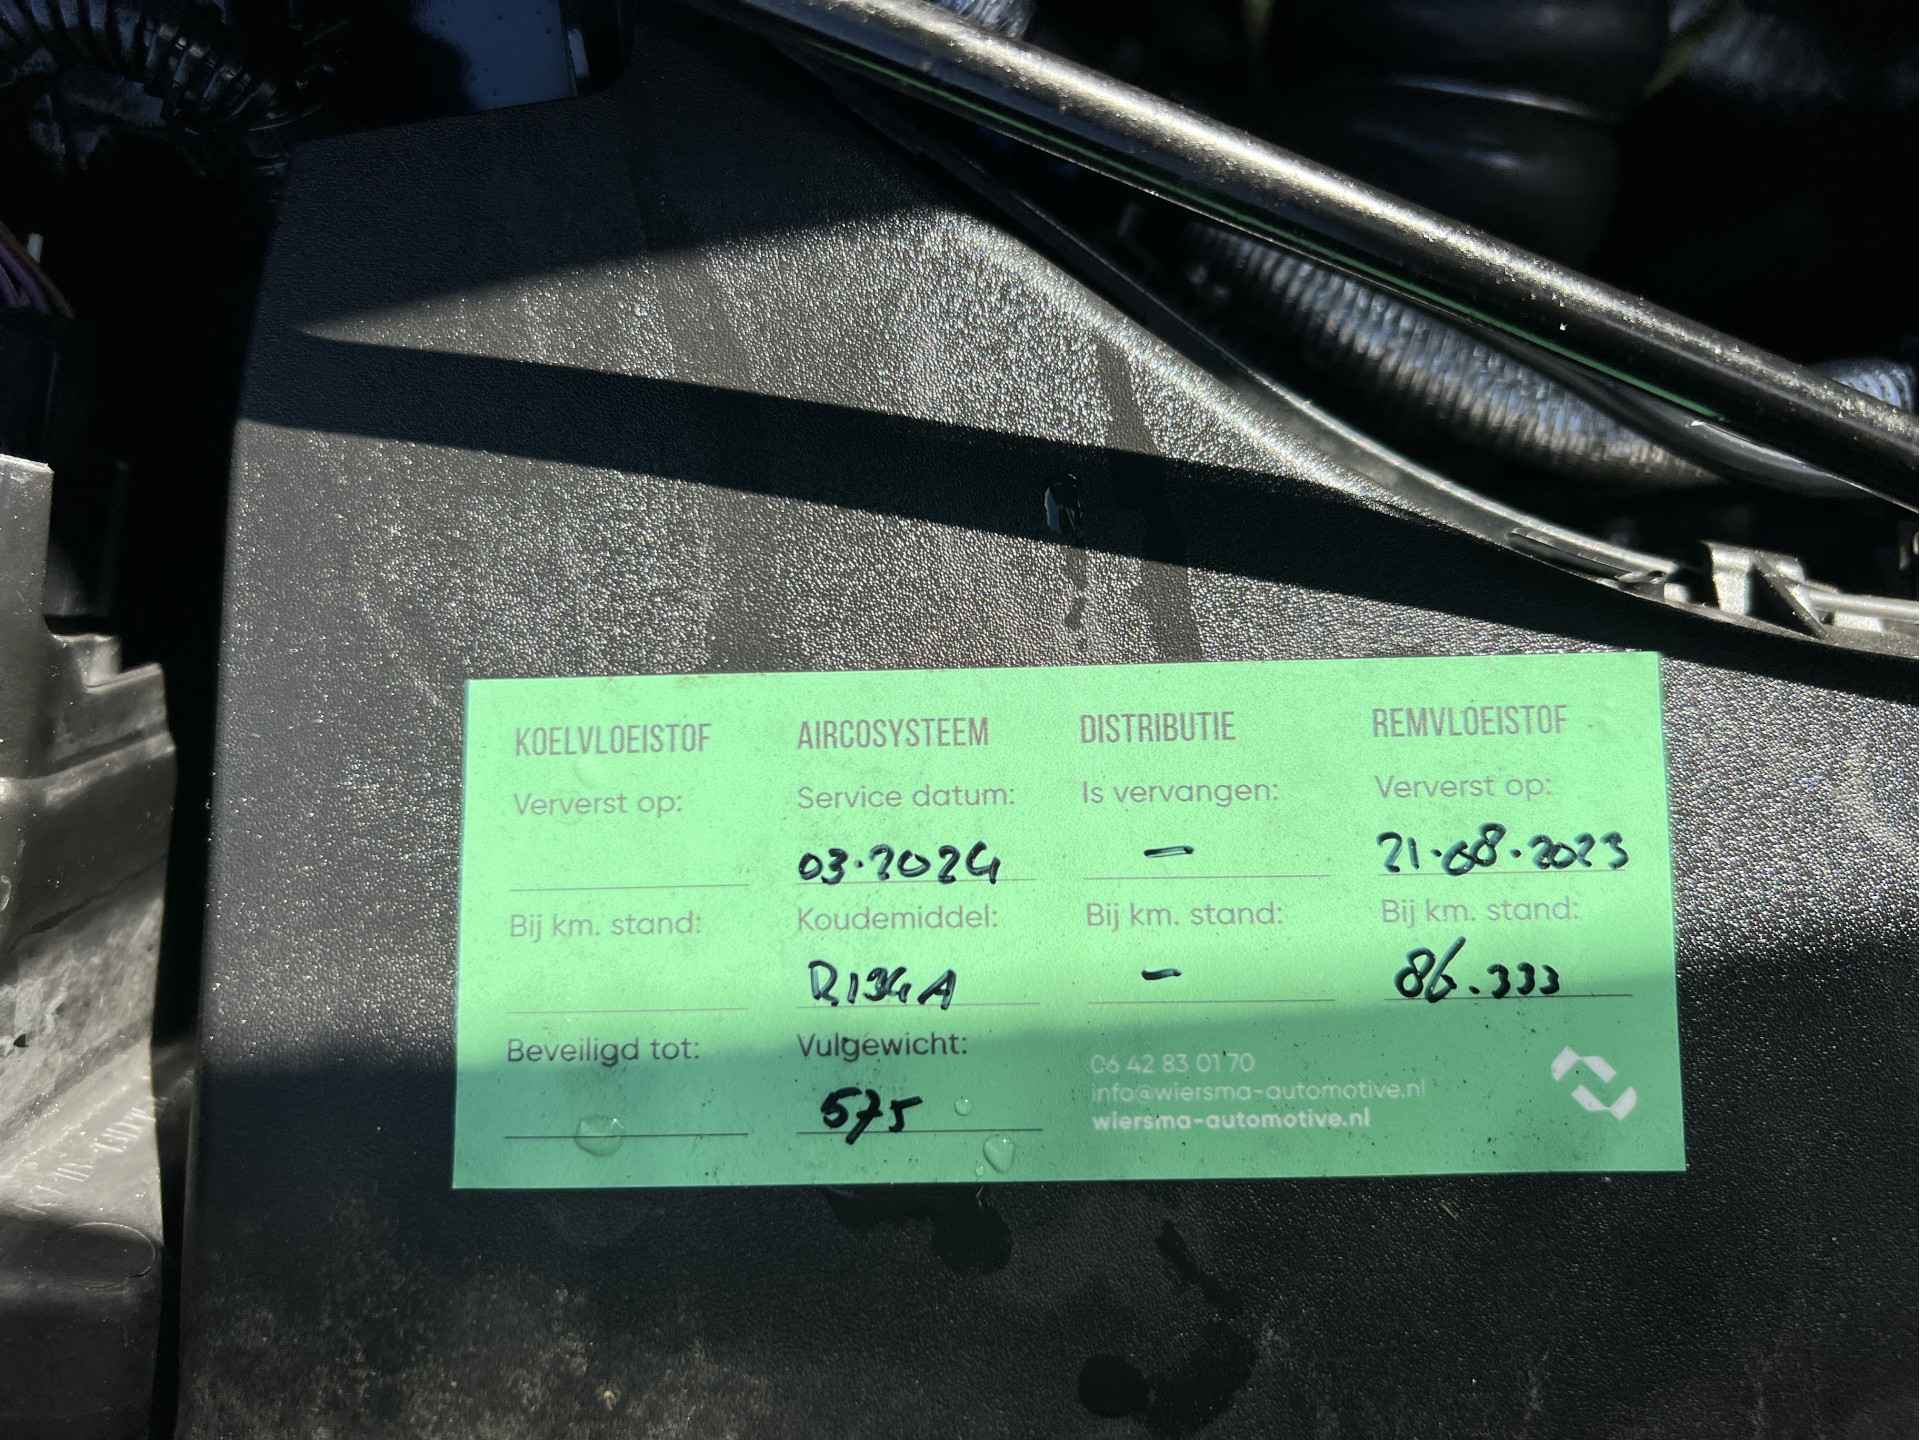 KOELVLOEISTOF
Ververst op:
Bij km. stand:
Beveiligd tot:
AIRCOSYSTEEM
Service datum:
03.2024
Koudemiddel:
R134A
Vulgewicht:
575
DISTRIBUTIE
Is vervangen:
-
Bij km. stand:
-
REMVLOEISTOF
Ververst op:
21.08.2023
Bij km. stand:
86.333
06 42 83 01 70
info@wiersma-automotive.nl
wiersma-automotive.nl